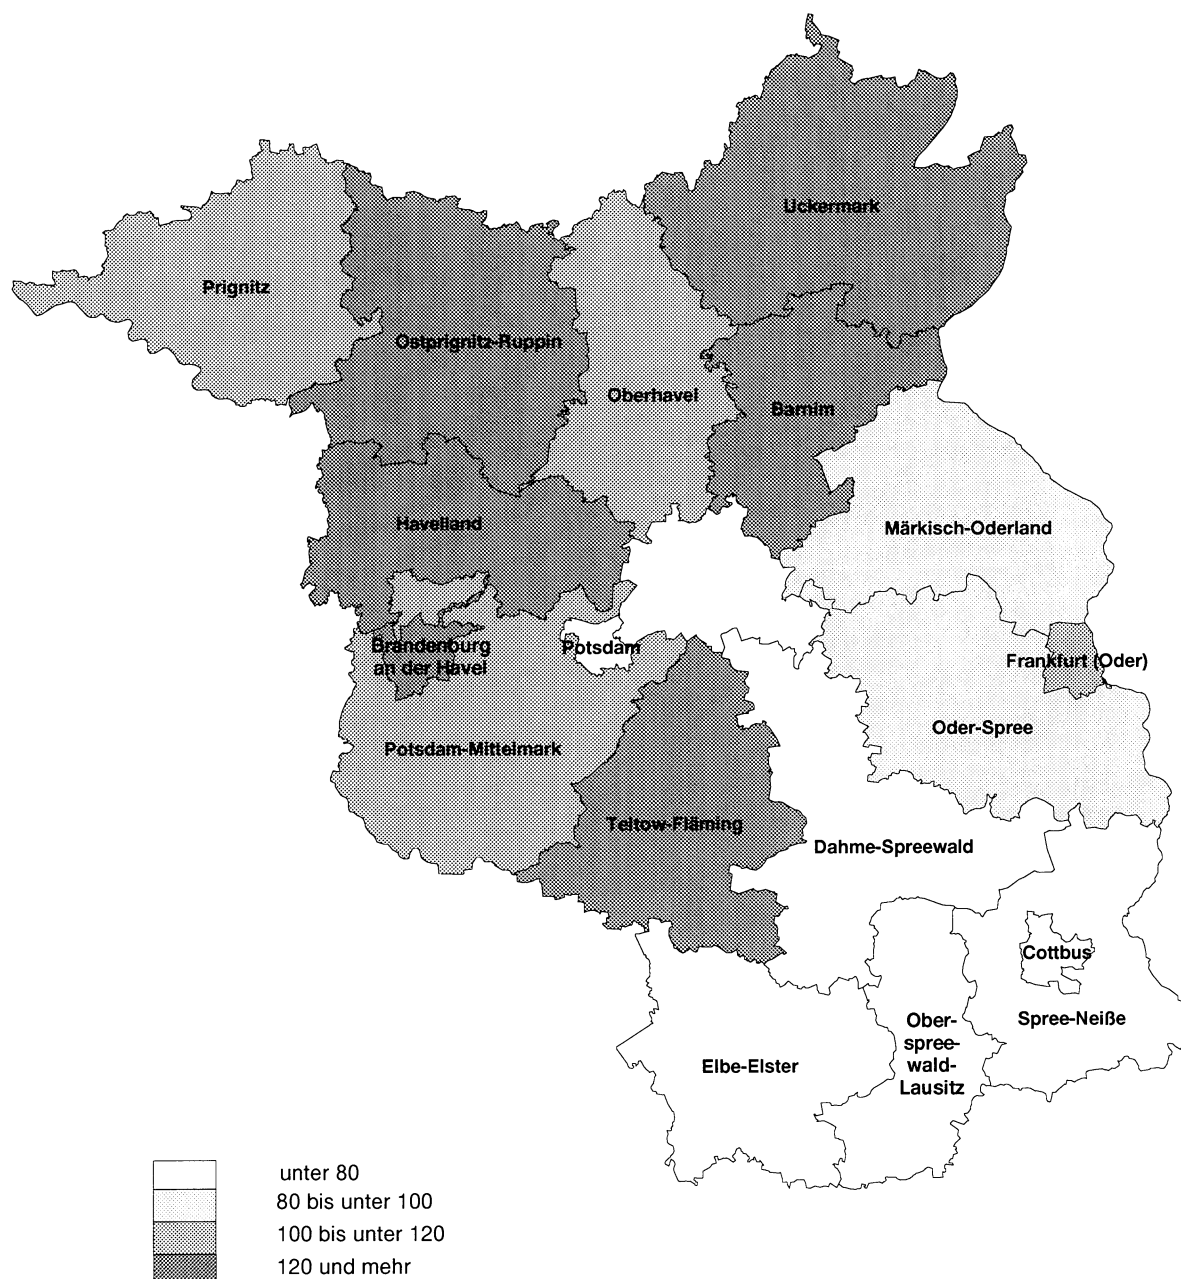 Uckermark
Prignitz
Ostprignitz-Ruppin
Oberhavel
Barnim
Havelland
Märkisch-Oderland
Brandenburg
an der Havel
Potsdam
Frankfurt (Oder)
Oder-Spree
Potsdam-Mittelmark
Teltow-Fläming
Dahme-Spreewald
Cottbus
Spree-Neiße
Ober-
spree-
wald-
Lausitz
Elbe-Elster
unter 80
80 bis unter 100
100 bis unter 120
120 und mehr